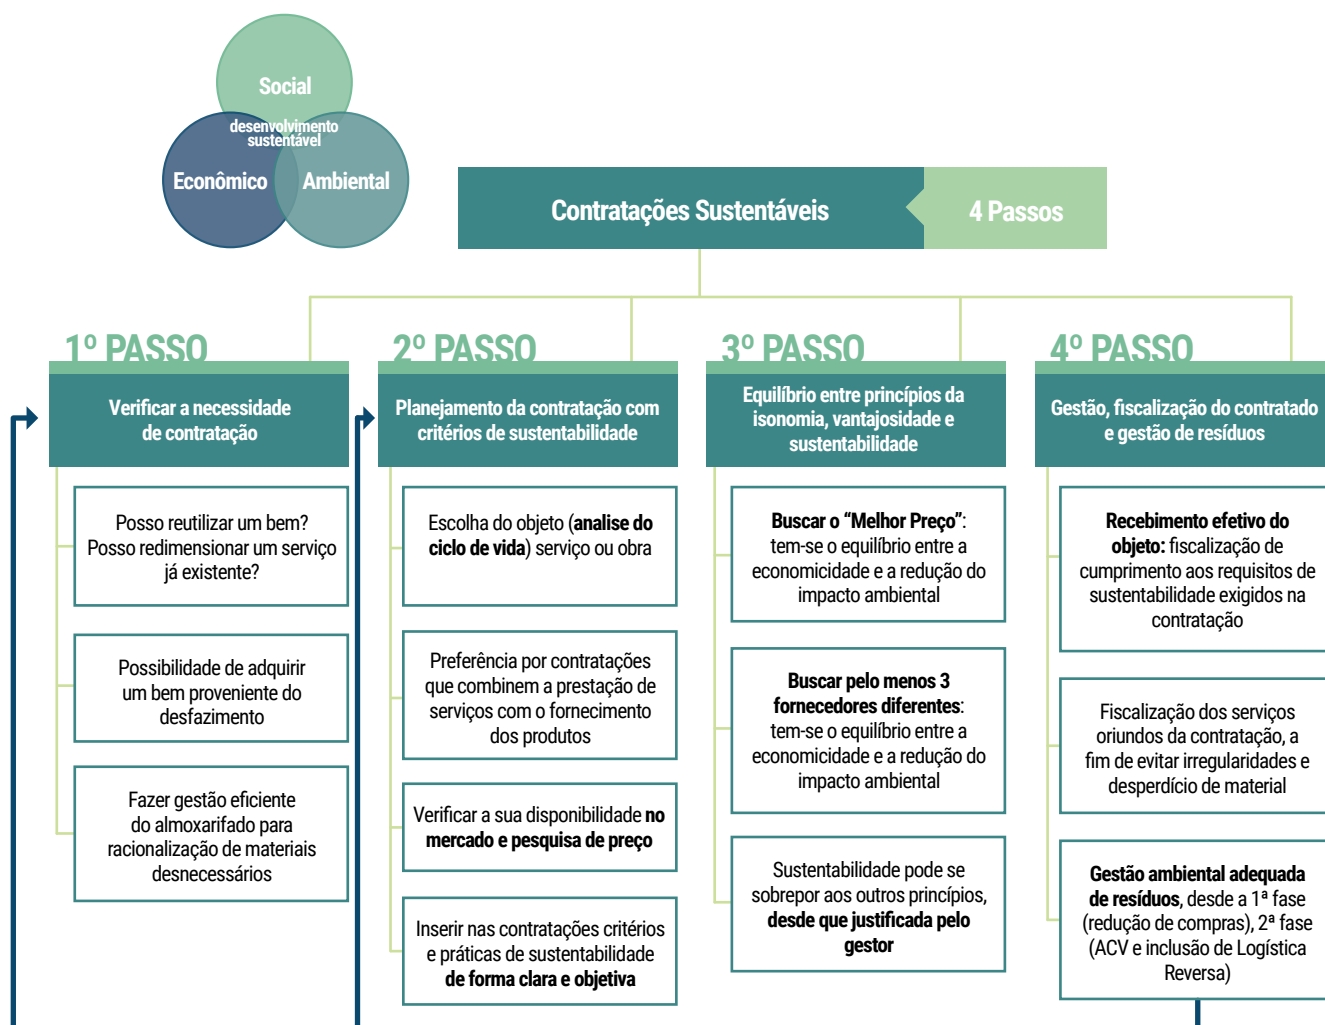 Social
desenvolvimento
sustentável
Econômico
Ambiental
Contratações Sustentáveis
4 Passos
1º PASSO
Verificar a necessidade
de contratação
Posso reutilizar um bem?
Posso redimensionar um serviço
já existente?
Possibilidade de adquirir
um bem proveniente do
desfazimento
Fazer gestão eficiente
do almoxarifado para
racionalização de materiais
desnecessários
2º PASSO
Planejamento da contratação com
critérios de sustentabilidade
Escolha do objeto (analise do
ciclo de vida) serviço ou obra
Preferência por contratações
que combinem a prestação de
serviços com o fornecimento
dos produtos
Verificar a sua disponibilidade no
mercado e pesquisa de preço
Inserir nas contratações critérios
e práticas de sustentabilidade
de forma clara e objetiva
3º PASSO
Equilíbrio entre princípios da
isonomia, vantajosidade e
sustentabilidade
Buscar o “Melhor Preço”:
tem-se o equilíbrio entre a
economicidade e a redução do
impacto ambiental
Buscar pelo menos 3
fornecedores diferentes:
tem-se o equilíbrio entre a
economicidade e a redução do
impacto ambiental
Sustentabilidade pode se
sobrepor aos outros princípios,
desde que justificada pelo
gestor
4º PASSO
Gestão, fiscalização do contratado
e gestão de resíduos
Recebimento efetivo do
objeto: fiscalização de
cumprimento aos requisitos de
sustentabilidade exigidos na
contratação
Fiscalização dos serviços
oriundos da contratação, a
fim de evitar irregularidades e
desperdício de material
Gestão ambiental adequada
de resíduos, desde a 1ª fase
(redução de compras), 2ª fase
(ACV e inclusão de Logística
Reversa)